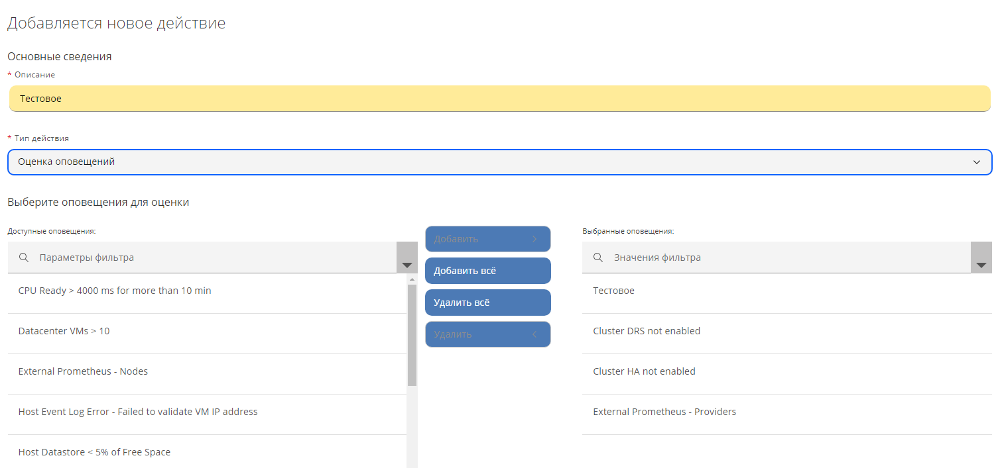 Добавляется новое действие
Основные сведения
* Описание
Тестовое
* Тип действия
Оценка оповещений
Выберите оповещения для оценки
Доступные оповещения:
Параметры фильтра
CPU Ready > 4000 ms for more than 10 min
Datacenter VMs > 10
External Prometheus - Nodes
Host Event Log Error - Failed to validate VM IP address
Host Datastore < 5% of Free Space
Добавить
Добавить всё
Удалить всё
Удалить
Выбранные оповещения:
Значения фильтра
Тестовое
Cluster DRS not enabled
Cluster HA not enabled
External Prometheus - Providers